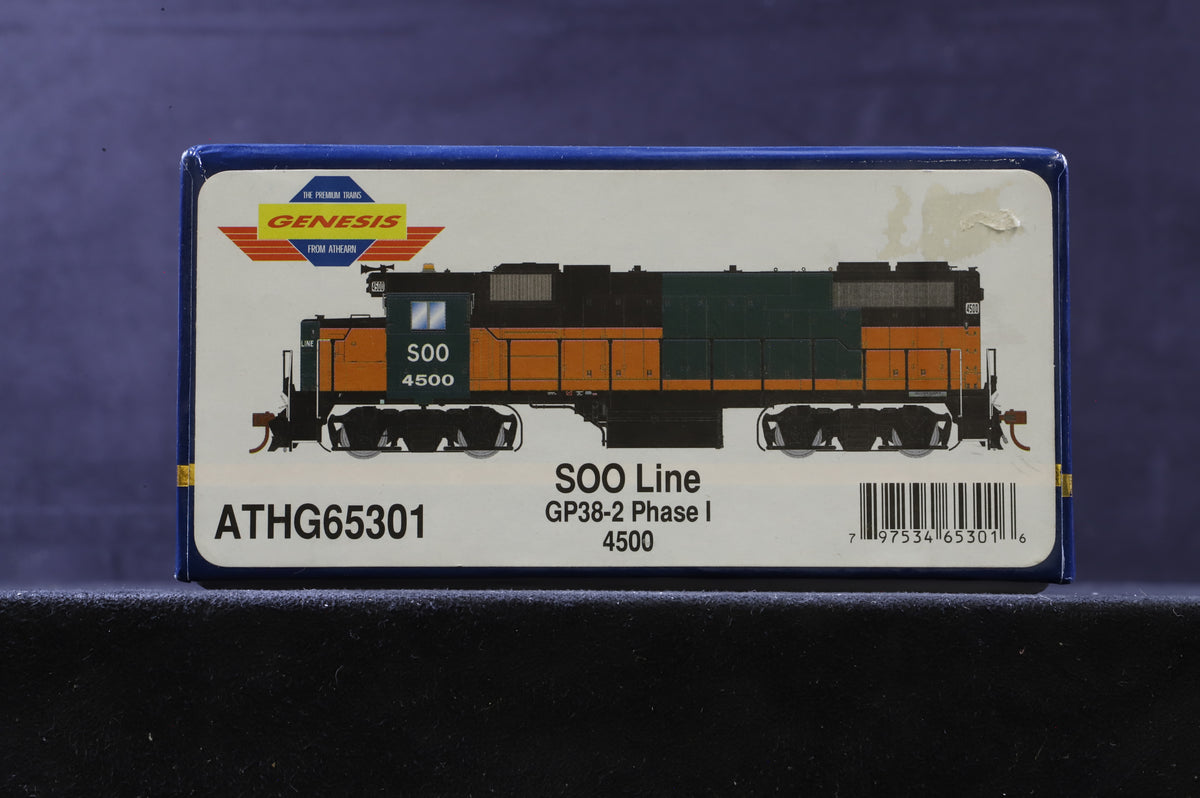 THE PREMIUM TRAINS
GENESIS
FROM ATHEARN
4500
4500
LINE
SOO
4500
SOO Line
GP38-2 Phase I
4500
ATHG65301
7 97534 65301 6